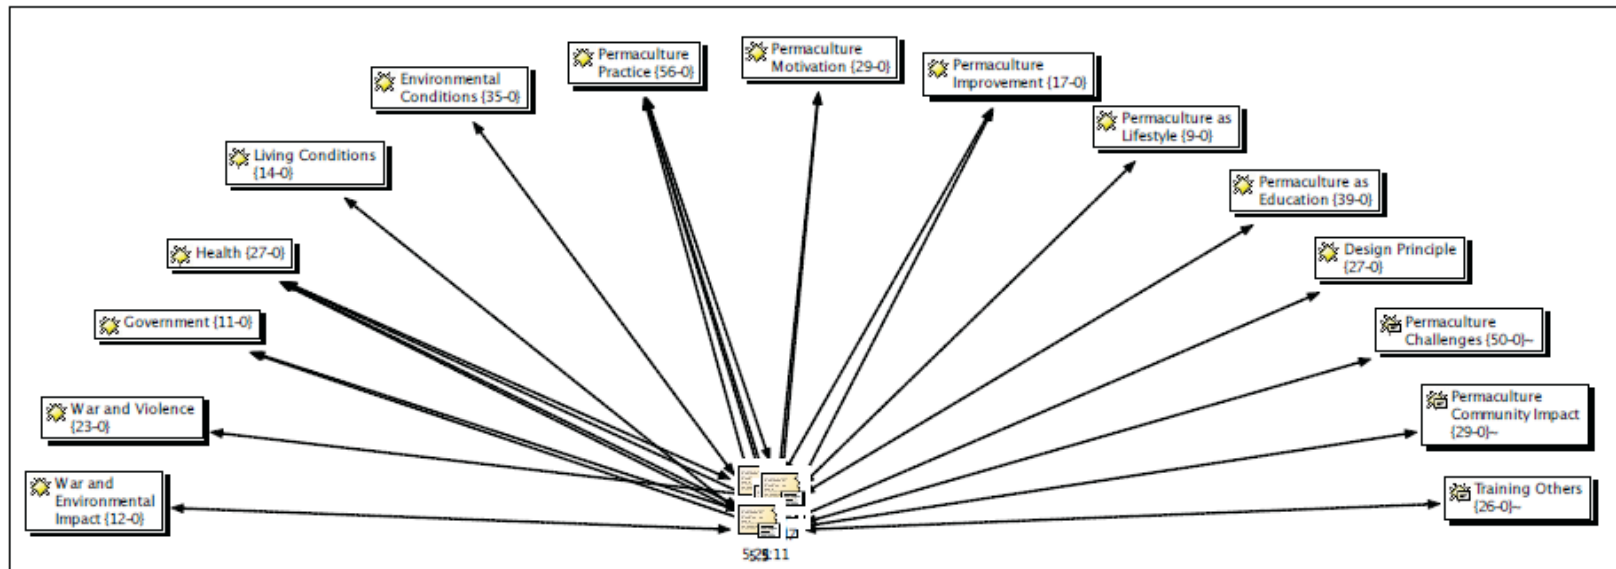 Permaculture
Practice {56-0}
Permaculture
Motivation {29-0}
Permaculture
Improvement {17-0}
Environmental
Conditions {35-0}
Permaculture as
Lifestyle {9-0}
Living Conditions
{14-0}
Permaculture as
Education {39-0}
Health {27-0}
Design Principle
{27-0}
Government {11-0}
Permaculture
Challenges {50-0}~
War and Violence
{23-0}
Permaculture
Community Impact
{29-0}~
War and
Environmental
Impact {12-0}
Training Others
{26-0}~